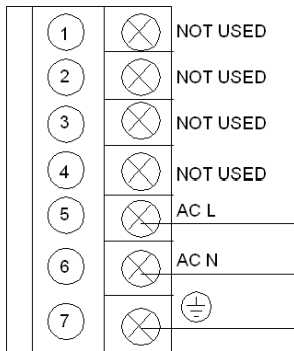 1 NOT USED
2 NOT USED
3 NOT USED
4 NOT USED
5 AC L
6 AC N
7